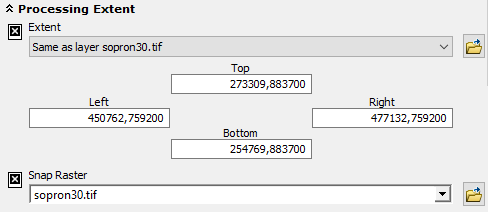 Processing Extent
Extent
Same as layer sopron30.tif
Top
273309,883700
Left Right
450762,759200 477132,759200
Bottom
254769,883700
Snap Raster
sopron30.tif